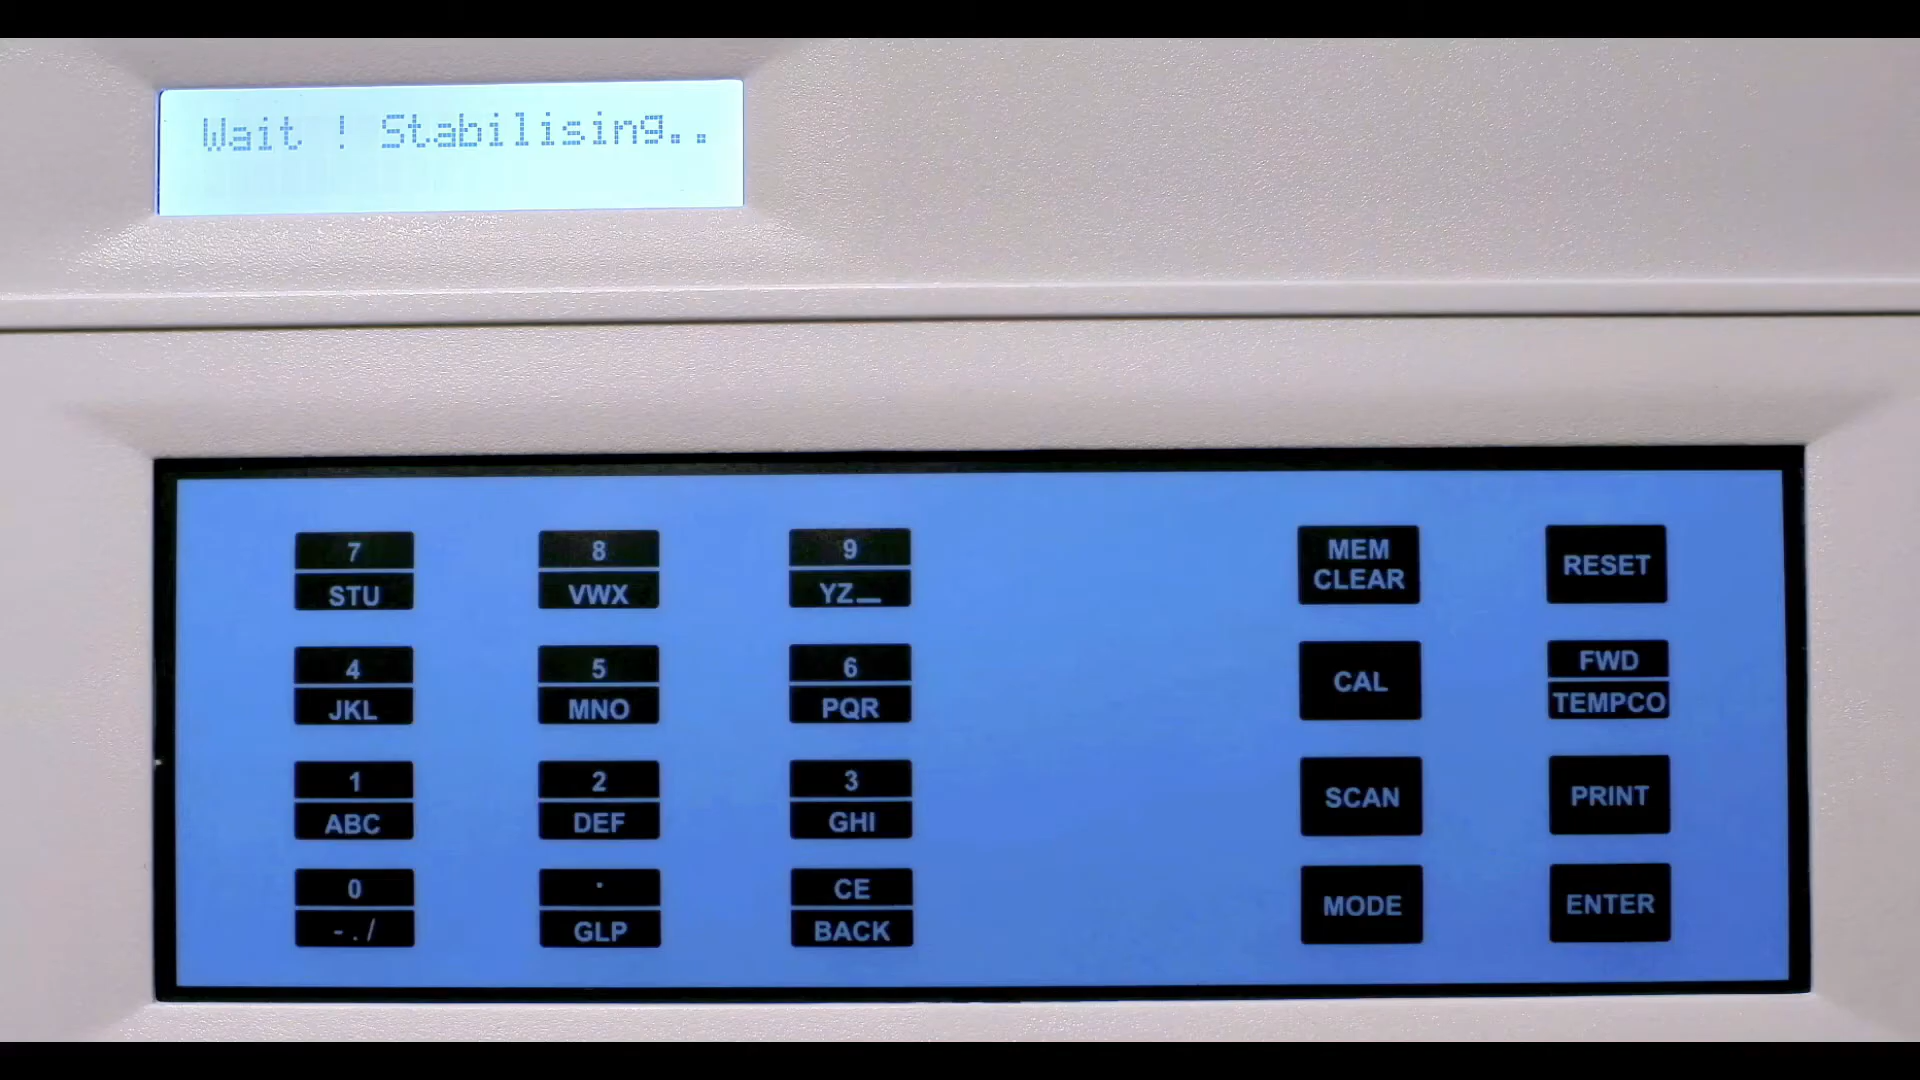 Wait ! Stabilising..
7 8 9 MEM CLEAR RESET
STU VWX YZ_
4 5 6 CAL FWD
JKL MNO PQR TEMPCO
1 2 3 SCAN PRINT
ABC DEF GHI
0 . CE MODE ENTER
- . / GLP BACK